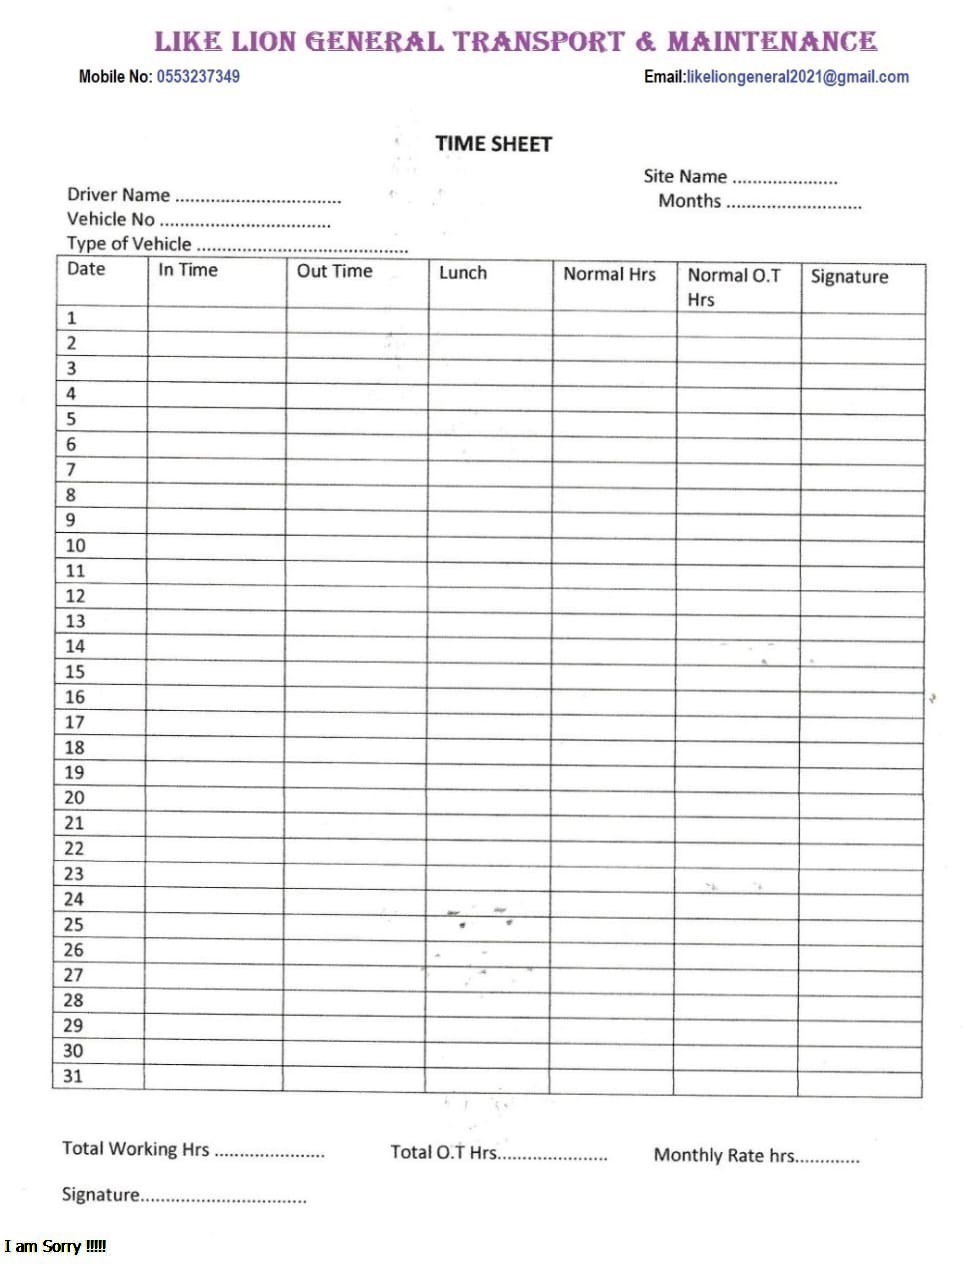 LIKE LION GENERAL TRANSPORT & MAINTENANCE
Mobile No: 0553237349 Email:likeliongeneral2021@gmail.com
TIME SHEET
Site Name .....................
Driver Name .................................
Months ...........................
Vehicle No ..................................
Type of Vehicle ..........................................
Date In Time Out Time Lunch Normal Hrs Normal O.T Hrs Signature
1
2
3
4
5
6
7
8
9
10
11
12
13
14
15
16
17
18
19
20
21
22
23
24
25
26
27
28
29
30
31
Total Working Hrs ...................... Total O.T Hrs...................... Monthly Rate hrs.............
Signature.................................
I am Sorry !!!!!